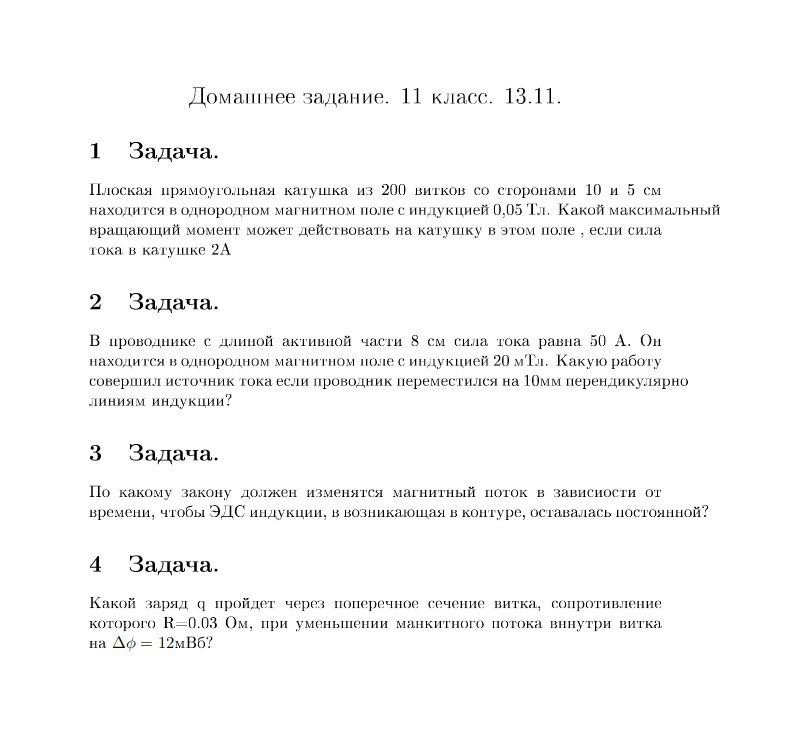 Домашнее задание. 11 класс. 13.11.
1 Задача.
Плоская прямоугольная катушка из 200 витков со сторонами 10 и 5 см
находится в однородном магнитном поле с индукцией 0,05 Тл. Какой максимальный
вращающий момент может действовать на катушку в этом поле , если сила
тока в катушке 2А
2 Задача.
В проводнике с длиной активной части 8 см сила тока равна 50 А. Он
находится в однородном магнитном поле с индукцией 20 мТл. Какую работу
совершил источник тока если проводник переместился на 10мм перендикулярно
линиям индукции?
3 Задача.
По какому закону должен изменятся магнитный поток в зависиости от
времени, чтобы ЭДС индукции, в возникающая в контуре, оставалась постоянной?
4 Задача.
Какой заряд q пройдет через поперечное сечение витка, сопротивление
которого R=0.03 Ом, при уменьшении манкитного потока вннутри витка
на Δϕ = 12мВб?